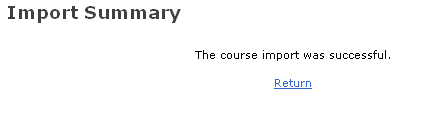 Import Summary
The course import was successful.
Return